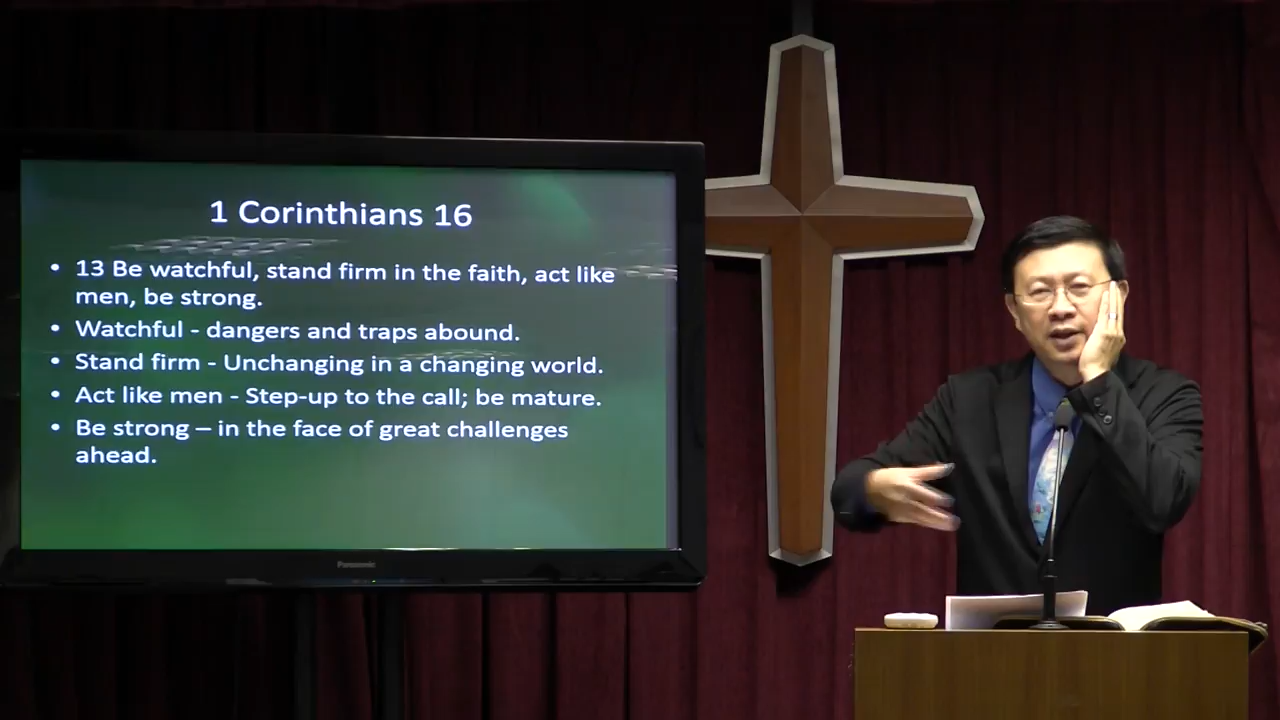 1 Corinthians 16
• 13 Be watchful, stand firm in the faith, act like
men, be strong.
• Watchful - dangers and traps abound.
• Stand firm - Unchanging in a changing world.
• Act like men - Step-up to the call; be mature.
• Be strong – in the face of great challenges
ahead.
Panasonic